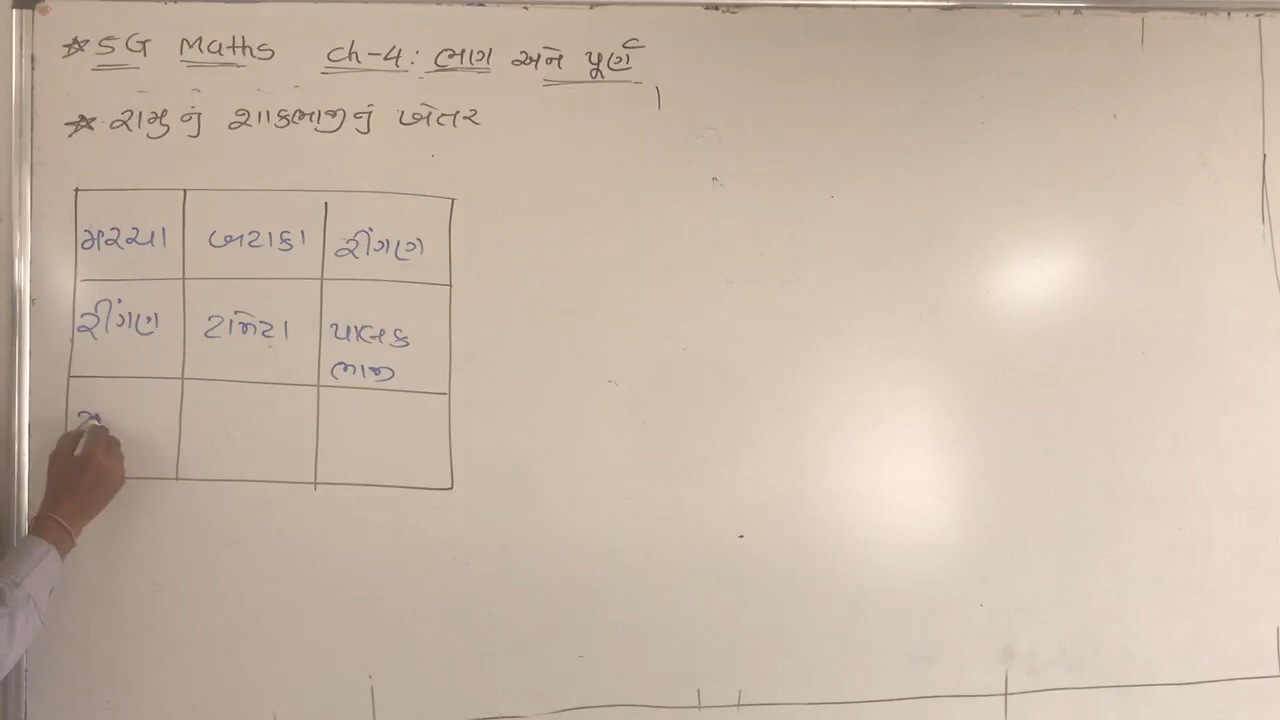 ★ 5G Maths Ch-4: ભાગ અને પૂર્ણ
★ રામુનું શાકભાજીનું ખેતર
મરચા બટાકા રીંગણ
રીંગણ ટામેટા પાલક
ભાજી